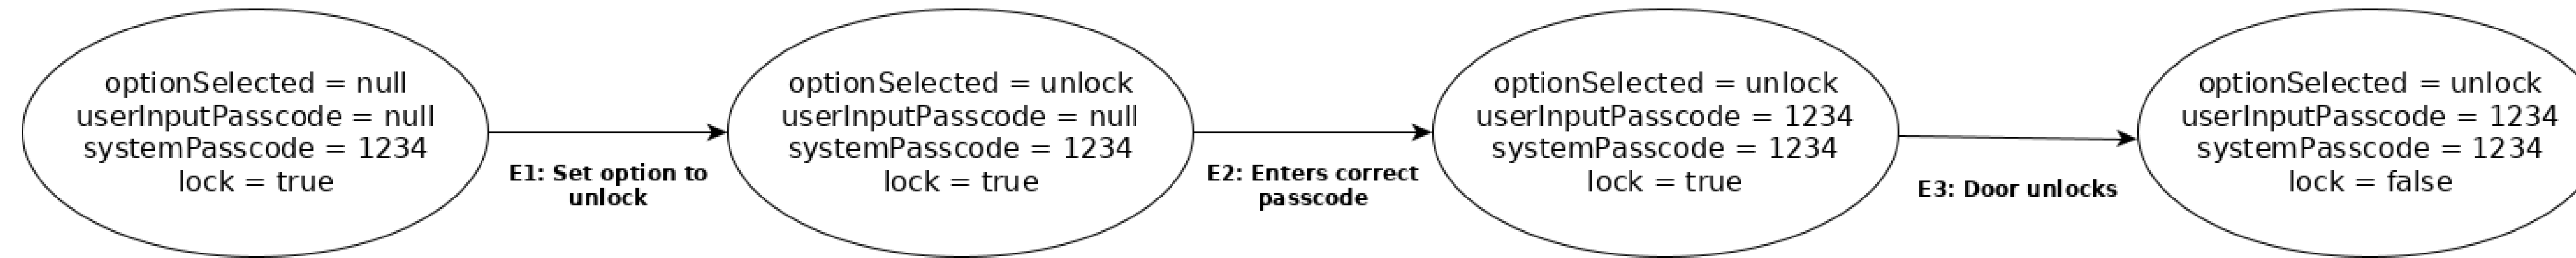 optionSelected = null
userInputPasscode = null
systemPasscode = 1234
lock = true
E1: Set option to
unlock
optionSelected = unlock
userInputPasscode = null
systemPasscode = 1234
lock = true
E2: Enters correct
passcode
optionSelected = unlock
userInputPasscode = 1234
systemPasscode = 1234
lock = true
E3: Door unlocks
optionSelected = unlock
userInputPasscode = 1234
systemPasscode = 1234
lock = false